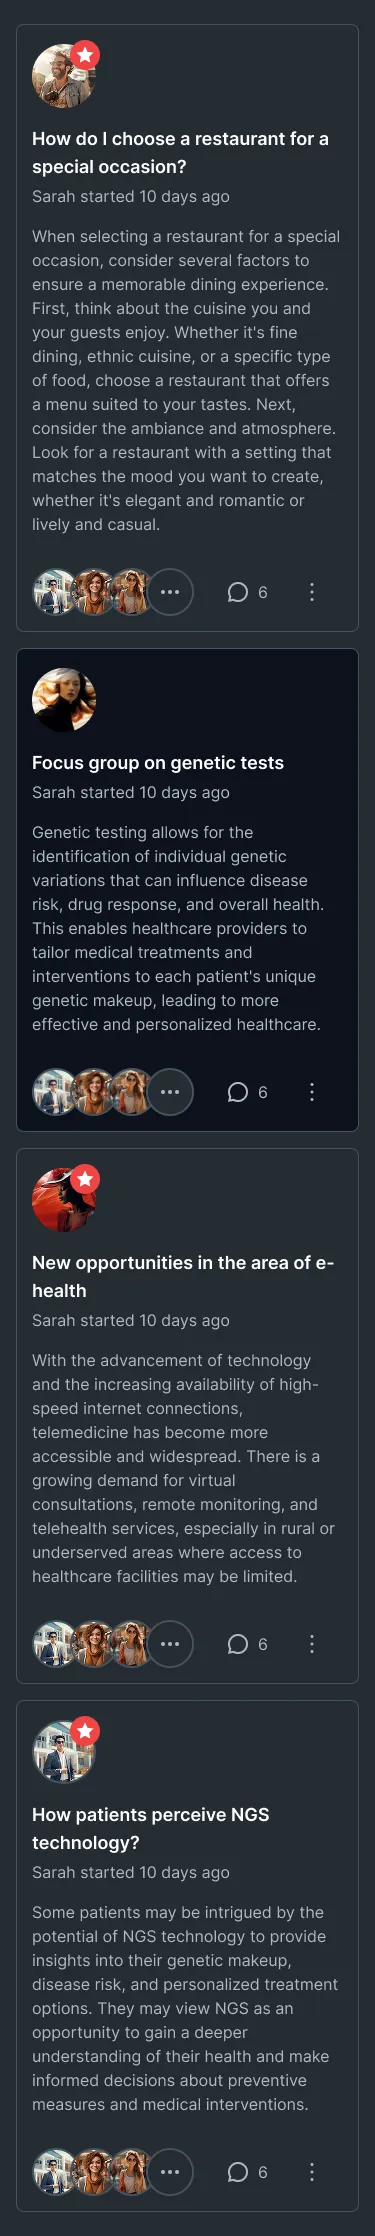 How do I choose a restaurant for a
special occasion?
Sarah started 10 days ago
When selecting a restaurant for a special
occasion, consider several factors to
ensure a memorable dining experience.
First, think about the cuisine you and
your guests enjoy. Whether it's fine
dining, ethnic cuisine, or a specific type
of food, choose a restaurant that offers
a menu suited to your tastes. Next,
consider the ambiance and atmosphere.
Look for a restaurant with a setting that
matches the mood you want to create,
whether it's elegant and romantic or
lively and casual.
6
Focus group on genetic tests
Sarah started 10 days ago
Genetic testing allows for the
identification of individual genetic
variations that can influence disease
risk, drug response, and overall health.
This enables healthcare providers to
tailor medical treatments and
interventions to each patient's unique
genetic makeup, leading to more
effective and personalized healthcare.
6
New opportunities in the area of e-
health
Sarah started 10 days ago
With the advancement of technology
and the increasing availability of high-
speed internet connections,
telemedicine has become more
accessible and widespread. There is a
growing demand for virtual
consultations, remote monitoring, and
telehealth services, especially in rural or
underserved areas where access to
healthcare facilities may be limited.
6
How patients perceive NGS
technology?
Sarah started 10 days ago
Some patients may be intrigued by the
potential of NGS technology to provide
insights into their genetic makeup,
disease risk, and personalized treatment
options. They may view NGS as an
opportunity to gain a deeper
understanding of their health and make
informed decisions about preventive
measures and medical interventions.
6